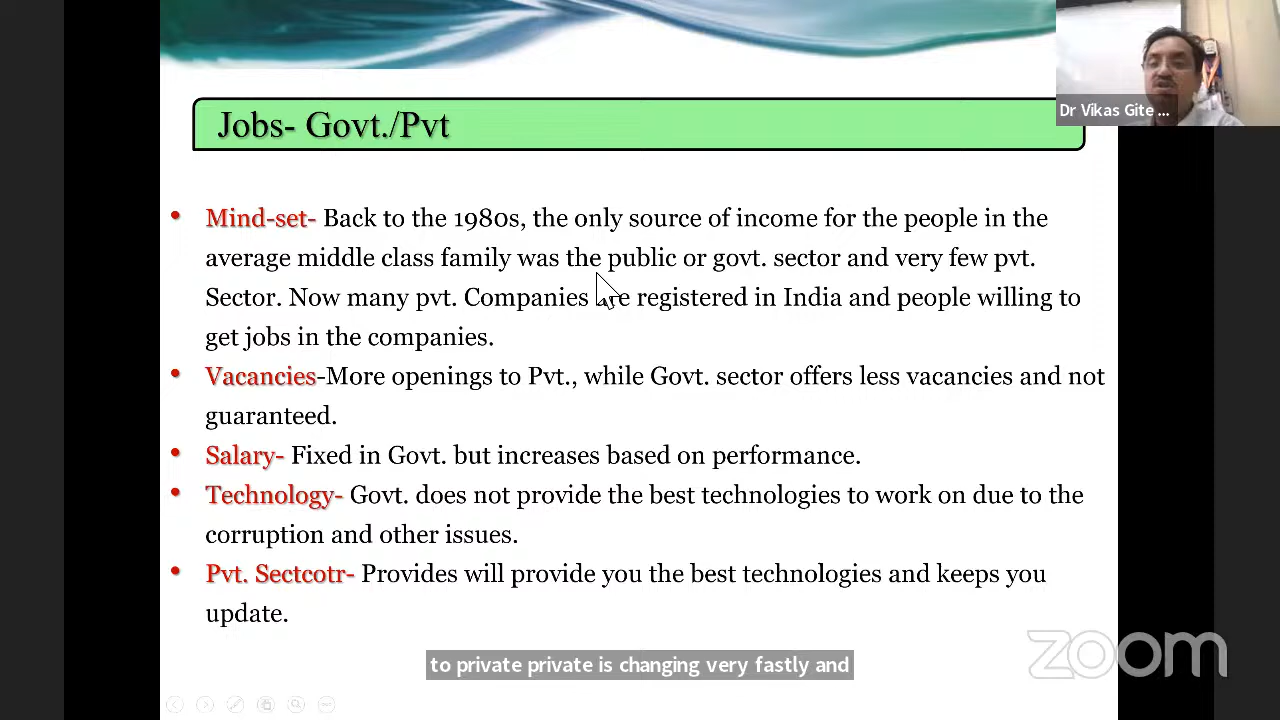 Dr Vikas Gite ...
Jobs- Govt./Pvt
• Mind-set- Back to the 1980s, the only source of income for the people in the
average middle class family was the public or govt. sector and very few pvt.
Sector. Now many pvt. Companies are registered in India and people willing to
get jobs in the companies.
• Vacancies-More openings to Pvt., while Govt. sector offers less vacancies and not
guaranteed.
• Salary- Fixed in Govt. but increases based on performance.
• Technology- Govt. does not provide the best technologies to work on due to the
corruption and other issues.
• Pvt. Sectcotr- Provides will provide you the best technologies and keeps you
update.
zoom
to private private is changing very fastly and